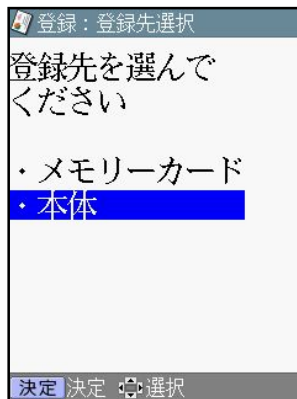 登録：登録先選択
登録先を選んで
ください
・メモリーカード
・本体
決定 決定 選択